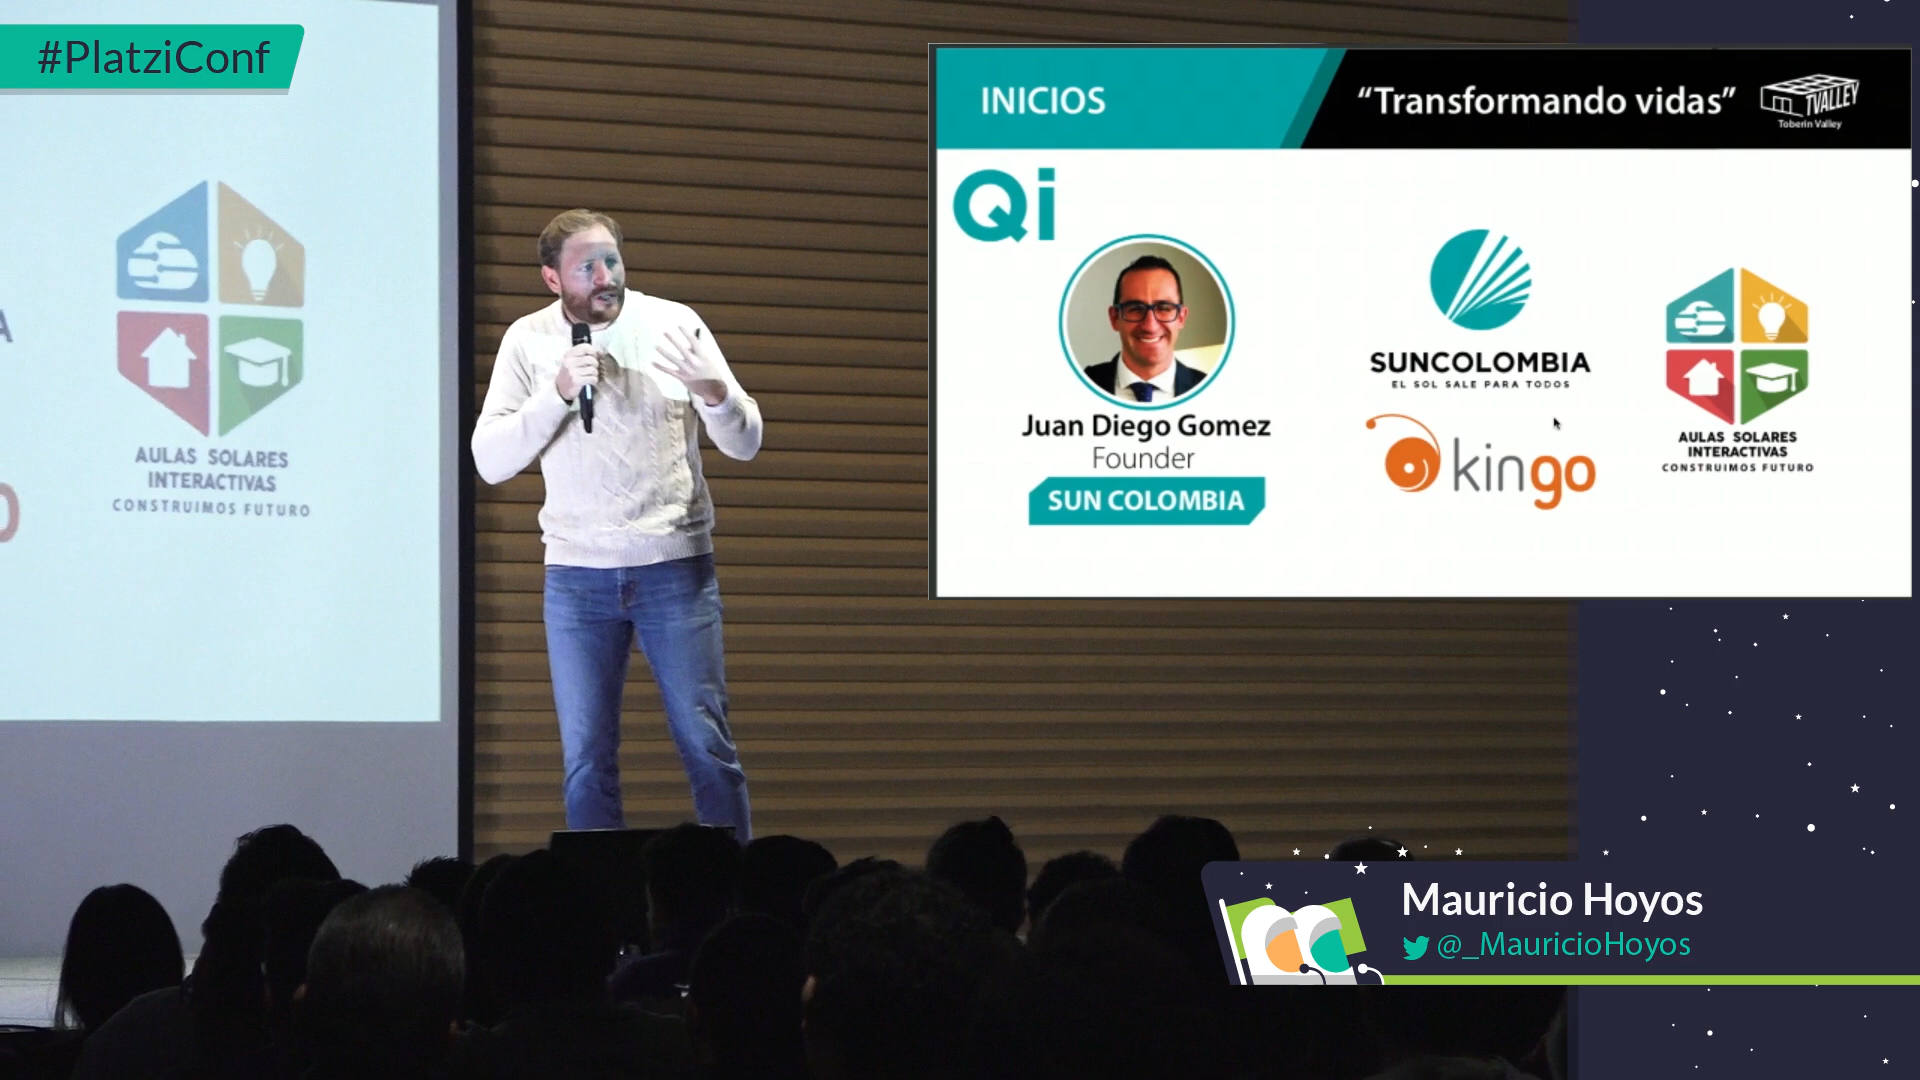 #PlatziConf
A
O
AULAS SOLARES
INTERACTIVAS
CONSTRUIMOS FUTURO
INICIOS
“Transformando vidas”
TVALLEY
Toberín Valley
Qi
Juan Diego Gomez
Founder
SUN COLOMBIA
SUNCOLOMBIA
EL SOL SALE PARA TODOS
kingo
AULAS SOLARES
INTERACTIVAS
CONSTRUIMOS FUTURO
Mauricio Hoyos
@_MauricioHoyos